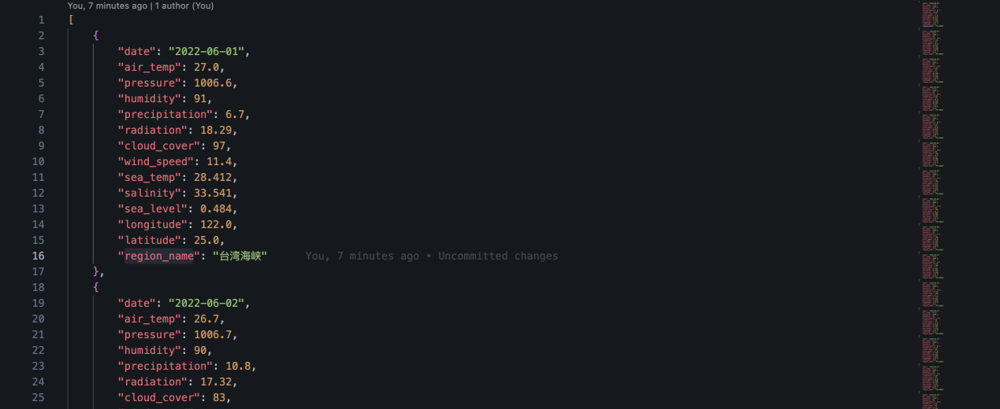 You, 7 minutes ago | 1 author (You)
1 [
2 {
3 "date": "2022-06-01",
4 "air_temp": 27.0,
5 "pressure": 1006.6,
6 "humidity": 91,
7 "precipitation": 6.7,
8 "radiation": 18.29,
9 "cloud_cover": 97,
10 "wind_speed": 11.4,
11 "sea_temp": 28.412,
12 "salinity": 33.541,
13 "sea_level": 0.484,
14 "longitude": 122.0,
15 "latitude": 25.0,
16 "region_name": "台湾海峡" You, 7 minutes ago • Uncommitted changes
17 },
18 {
19 "date": "2022-06-02",
20 "air_temp": 26.7,
21 "pressure": 1006.7,
22 "humidity": 90,
23 "precipitation": 10.8,
24 "radiation": 17.32,
25 "cloud_cover": 83,